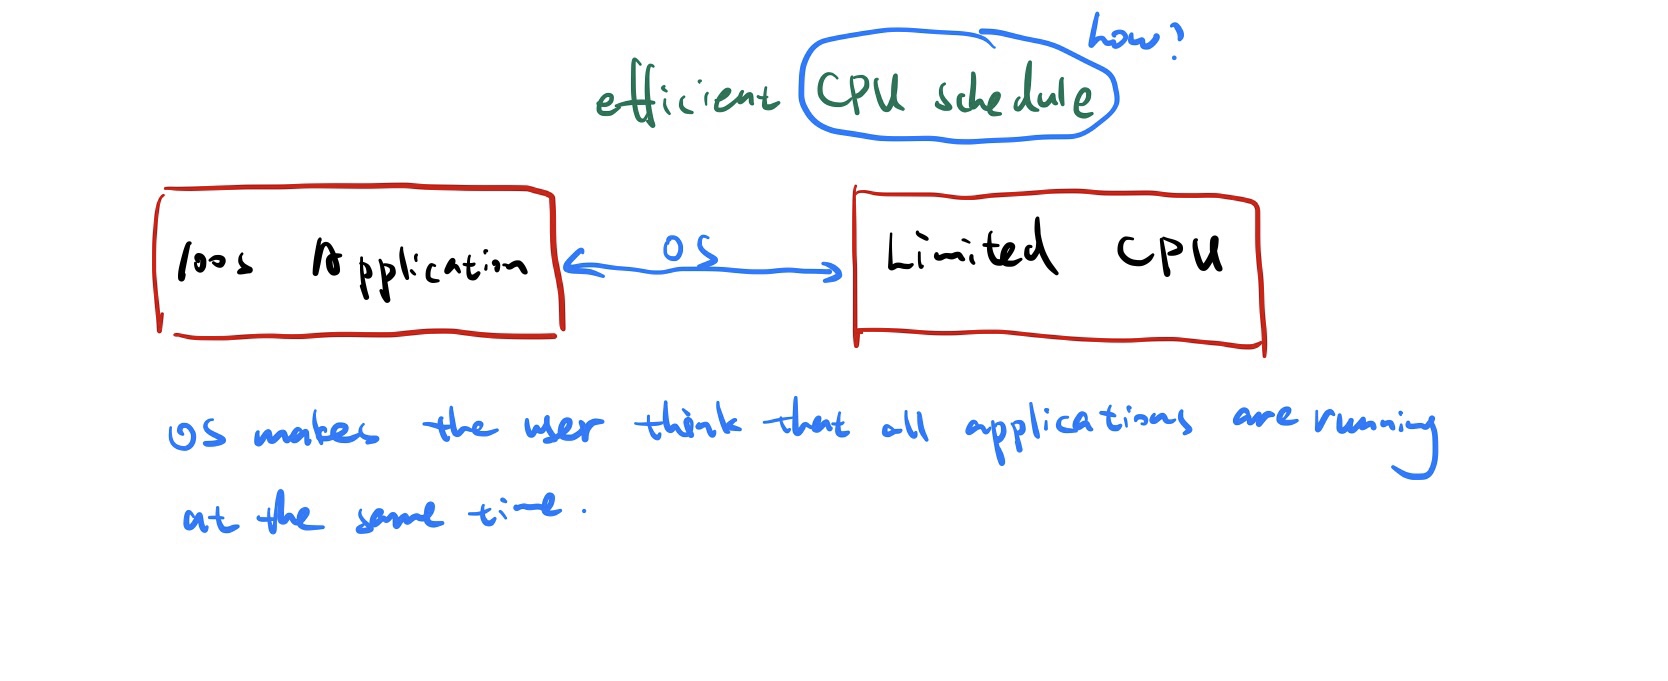 how?
efficient CPU schedule
100s Application
OS
Limited CPU
OS makes the user think that all applications are running
at the same time.